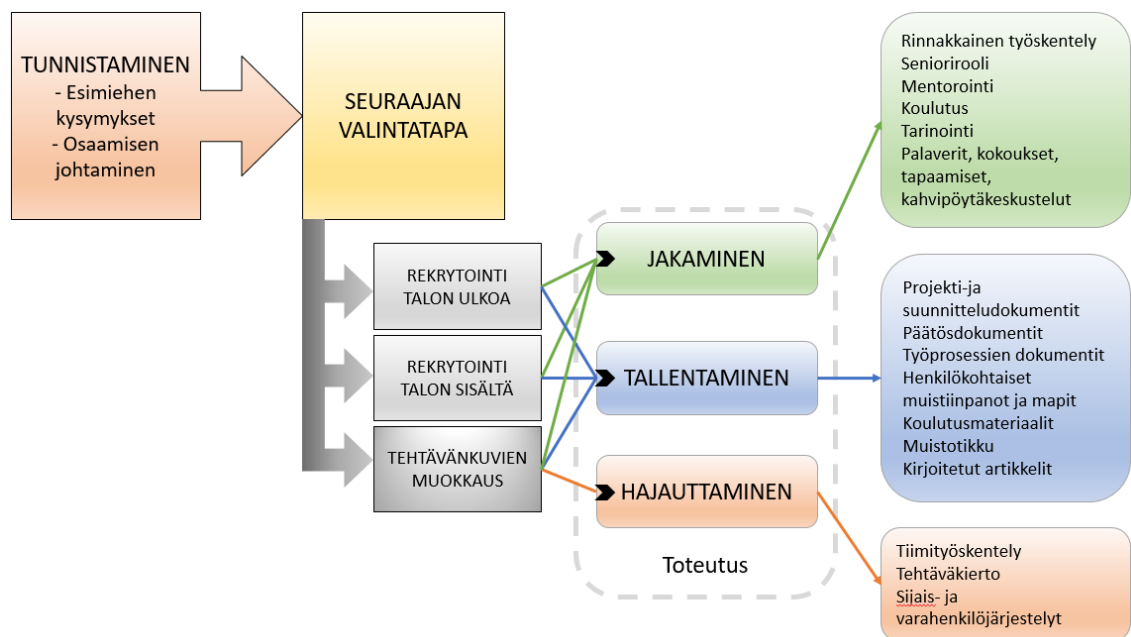 TUNNISTAMINEN
- Esimiehen
kysymykset
- Osaamisen
johtaminen
SEURAAJAN
VALINTATAPA
REKRYTOINTI
TALON ULKOA
REKRYTOINTI
TALON SISÄLTÄ
TEHTÄVÄNKUVIEN
MUOKKAUS
JAKAMINEN
TALLENTAMINEN
HAJAUTTAMINEN
Toteutus
Rinnakkainen työskentely
Seniorirooli
Mentorointi
Koulutus
Tarinointi
Palaverit, kokoukset,
tapaamiset,
kahvipöytäkeskustelut
Projekti-ja
suunnitteludokumentit
Päätösdokumentit
Työprosessien dokumentit
Henkilökohtaiset
muistiinpanot ja mapit
Koulutusmateriaalit
Muistotikku
Kirjoitetut artikkelit
Tiimityöskentely
Tehtäväkierto
Sijais- ja
varahenkilöjärjestelyt